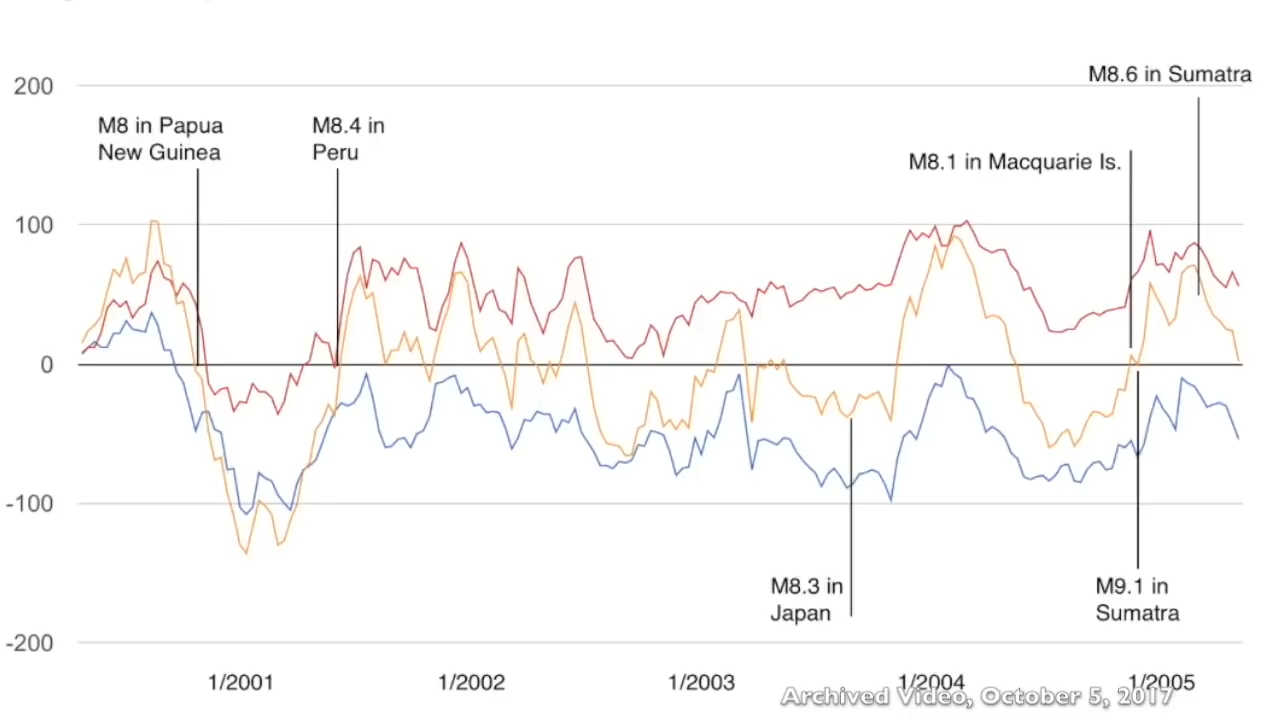 M8.6 in Sumatra
200
M8 in Papua
New Guinea
M8.4 in
Peru
M8.1 in Macquarie Is.
100
0
-100
M8.3 in
Japan
M9.1 in
Sumatra
-200
1/2001
1/2002
1/2003
1/2004
1/2005
Archived Video, October 5, 2017